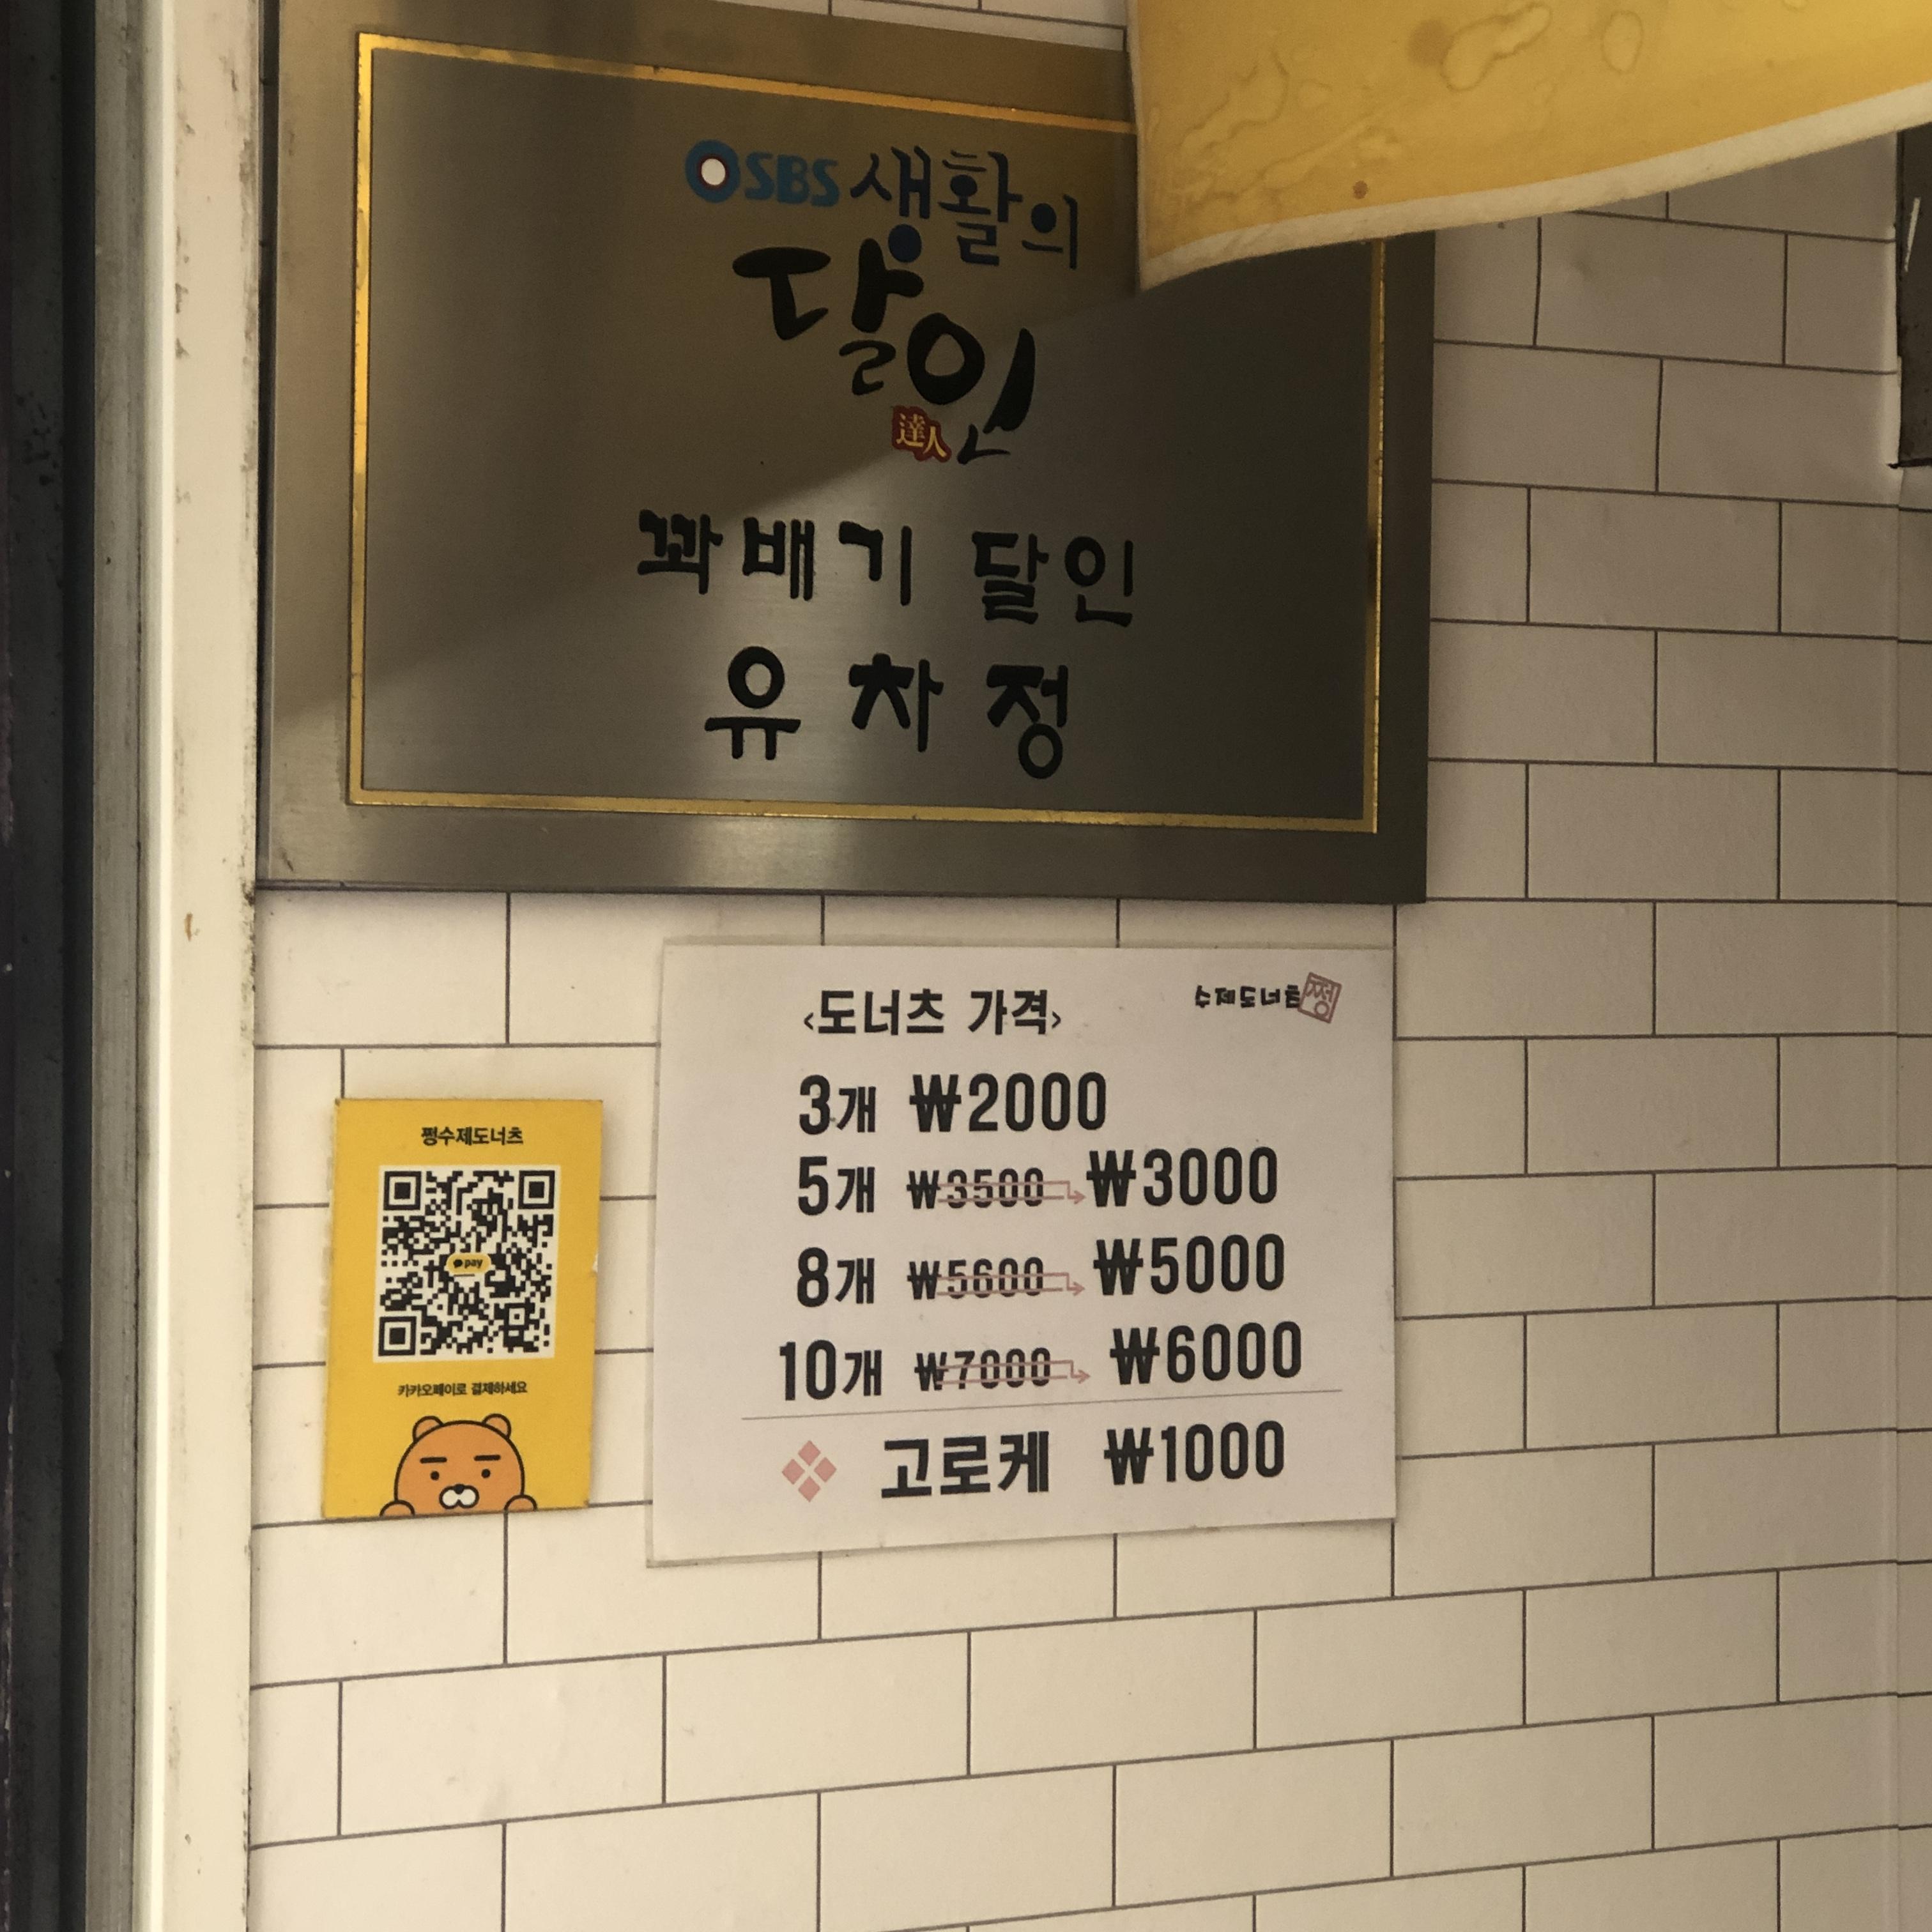 SBS 생활의
달인
達人
꽈배기 달인
유차정
<도너츠 가격>
수제도너츠 쩡
3개 ₩2000
5개 ₩3500 ₩3000
8개 ₩5600 ₩5000
10개 ₩7000 ₩6000
고로케 ₩1000
쩡수제도너츠
pay
카카오페이로 결제하세요